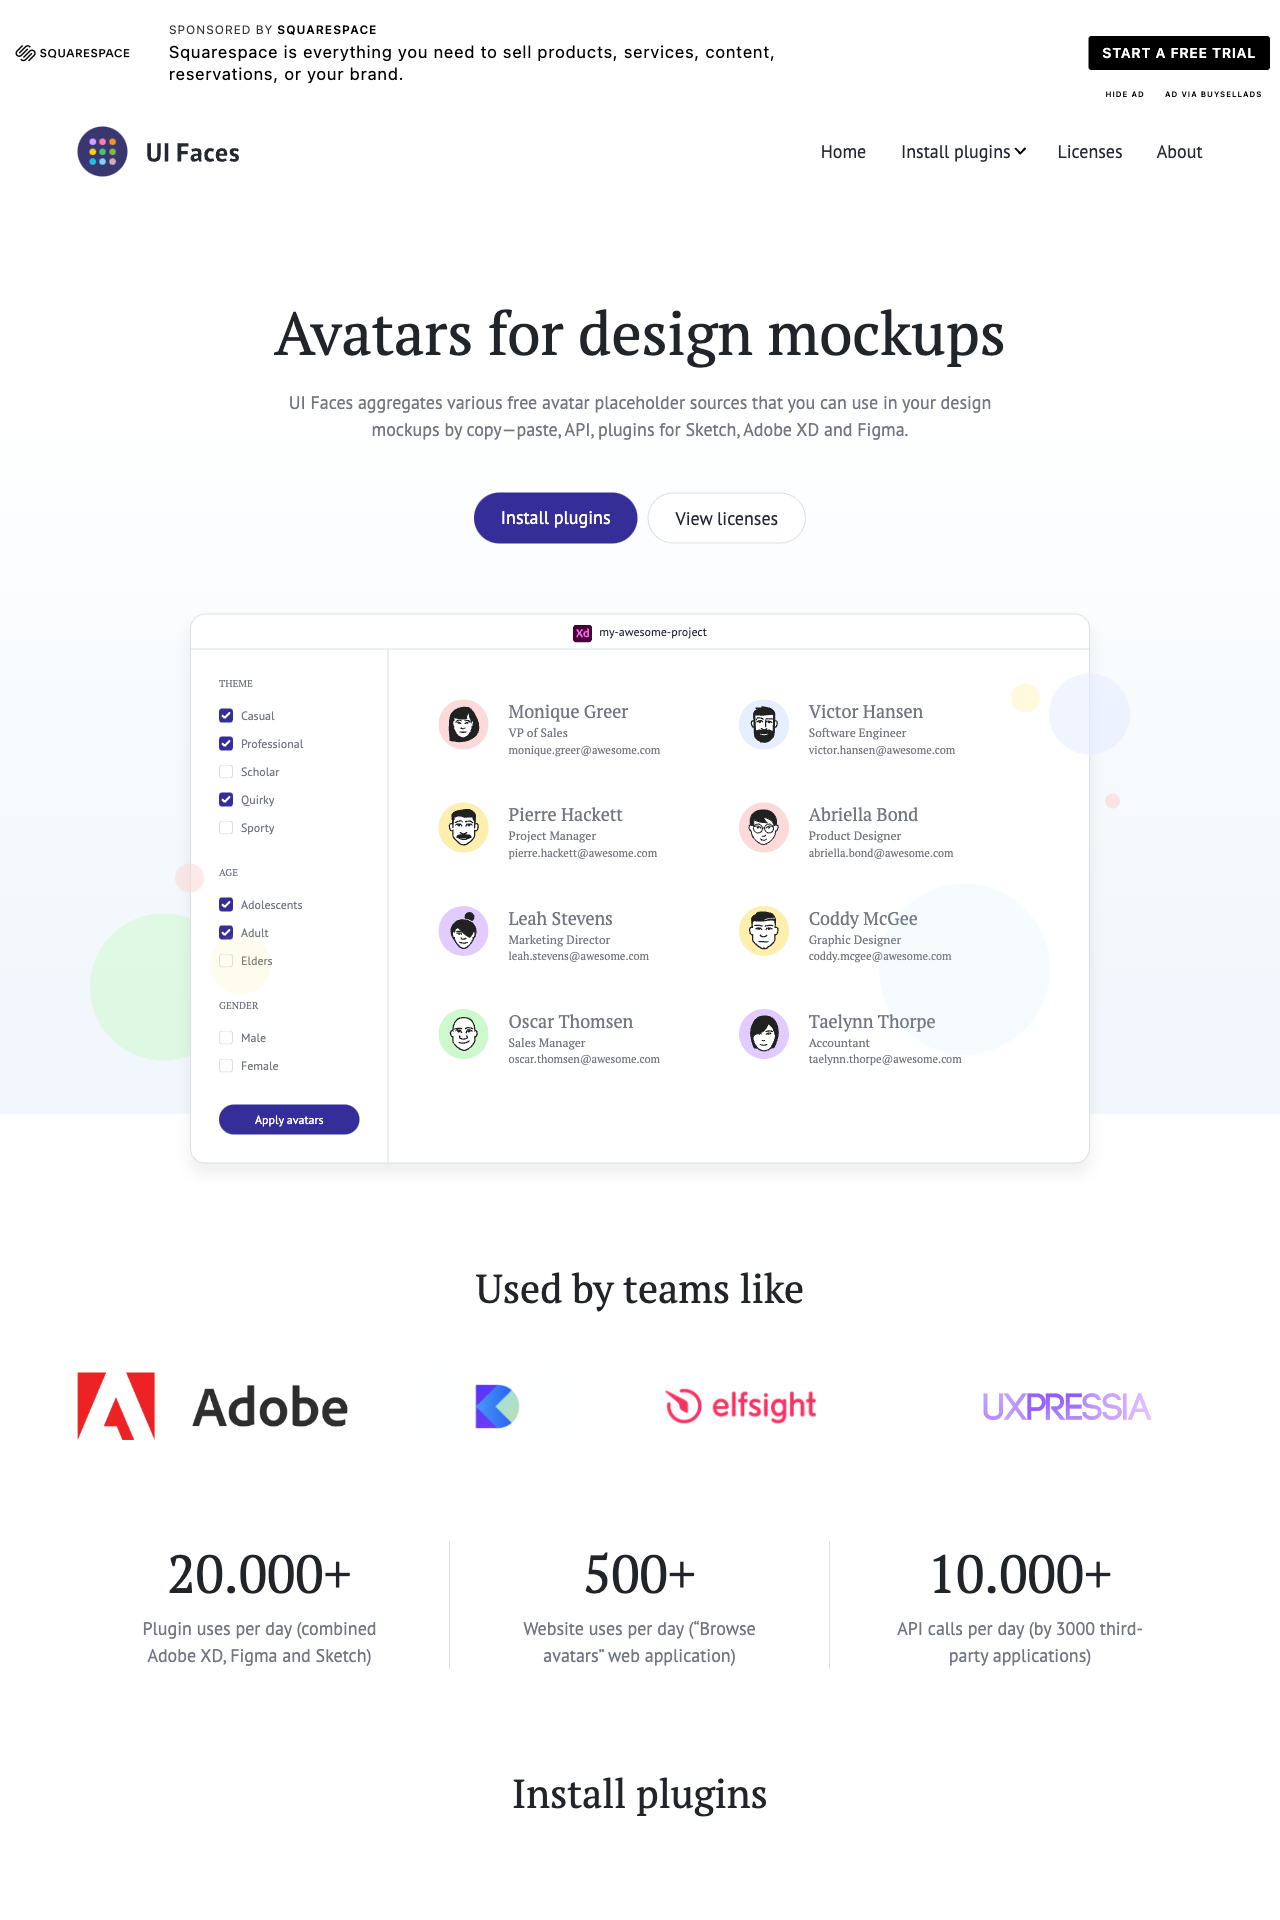 SPONSORED BY SQUARESPACE
SQUARESPACE
Squarespace is everything you need to sell products, services, content,
reservations, or your brand.
START A FREE TRIAL
HIDE AD
AD VIA BUYSELLADS
UI Faces
Home
Install plugins
Licenses
About
Avatars for design mockups
UI Faces aggregates various free avatar placeholder sources that you can use in your design
mockups by copy—paste, API, plugins for Sketch, Adobe XD and Figma.
Install plugins
View licenses
Xd my-awesome-project
THEME
Casual
Professional
Scholar
Quirky
Sporty
AGE
Adolescents
Adult
Elders
GENDER
Male
Female
Apply avatars
Monique Greer
VP of Sales
monique.greer@awesome.com
Victor Hansen
Software Engineer
victor.hansen@awesome.com
Pierre Hackett
Project Manager
pierre.hackett@awesome.com
Abriella Bond
Product Designer
abriella.bond@awesome.com
Leah Stevens
Marketing Director
leah.stevens@awesome.com
Coddy McGee
Graphic Designer
coddy.mcgee@awesome.com
Oscar Thomsen
Sales Manager
oscar.thomsen@awesome.com
Taelynn Thorpe
Accountant
taelynn.thorpe@awesome.com
Used by teams like
Adobe
elfsight
UXPRESSIA
20.000+
Plugin uses per day (combined
Adobe XD, Figma and Sketch)
500+
Website uses per day (“Browse
avatars” web application)
10.000+
API calls per day (by 3000 third-
party applications)
Install plugins